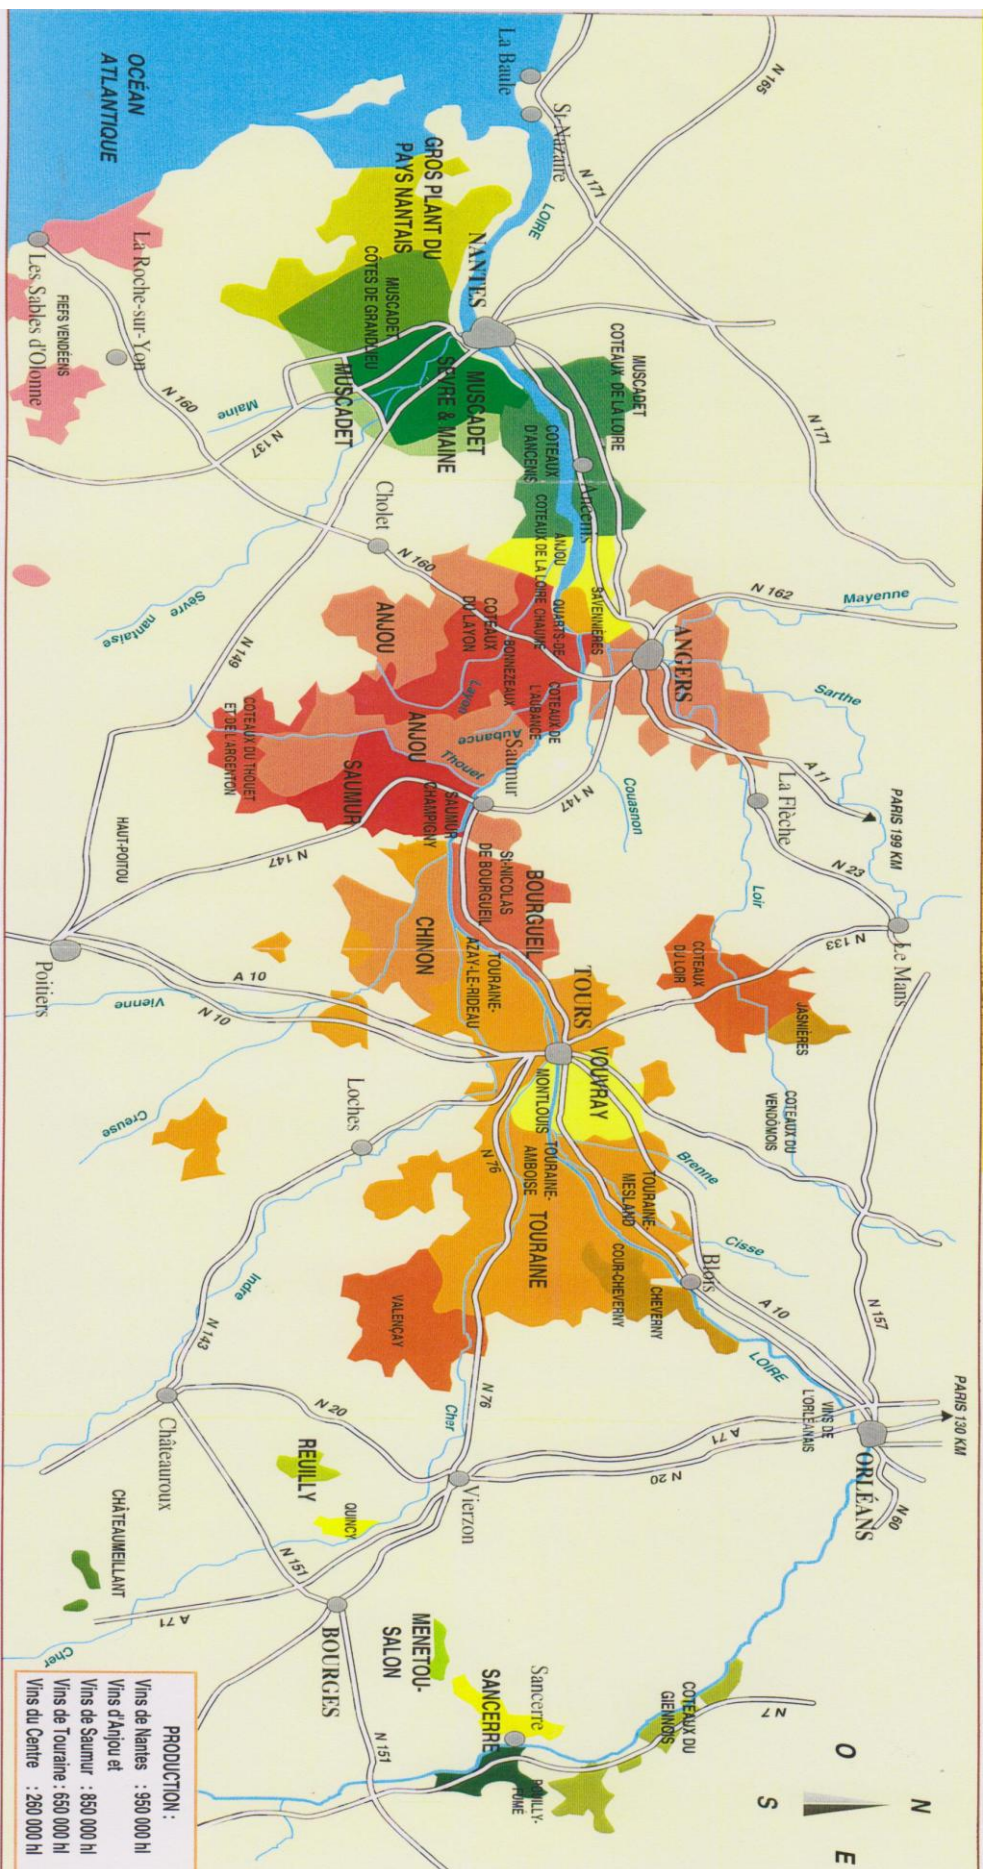 OCÉAN
ATLANTIQUE
La Baule
St-Nazaire
N 165
N 171
LOIRE
GROS PLANT DU
PAYS NANTAIS
NANTES
MUSCADET
CÔTES DE GRANDLIEU
La Roche-sur-Yon
Les Sables d'Olonne
FIEFS VENDÉENS
N 160
Maine
N 137
MUSCADET
MUSCADET
SÈVRE & MAINE
MUSCADET
COTEAUX DE LA LOIRE
N 171
COTEAUX
D'ANCENIS
Ancenis
Cholet
N 160
Sèvre
nantaise
N 149
ANJOU
COTEAUX DE LA LOIRE
SAVENNIÈRES
QUARTS-DE
CHAUME
N 162
Mayenne
ANGERS
Sarthe
A 11
PARIS 199 KM
La Flèche
N 23
Le Mans
Loir
N 133
COTEAUX
DU LAYON
BONNEZEAUX
COTEAUX DE
L'AUBANCE
ANJOU
Layon
Aubance
ANJOU
Thouet
Saumur
N 147
Couasnon
COTEAUX DU THOUET
ET DE L'ARGENTON
SAUMUR
SAUMUR
CHAMPIGNY
HAUT-POITOU
N 147
Poitiers
BOURGUEIL
St-NICOLAS
DE BOURGUEIL
CHINON
TOURAINE-
AZAY-LE-RIDEAU
A 10
N 10
Vienne
Creuse
TOURS
COTEAUX
DU LOIR
JASNIÈRES
COTEAUX DU
VENDÔMOIS
VOUVRAY
MONTLOUIS
Loches
N 76
Brenne
TOURAINE-
AMBOISE
TOURAINE
TOURAINE-
MESLAND
Cisse
Blois
CHEVERNY
COUR-CHEVERNY
A 10
N 157
LOIRE
VALENÇAY
Indre
N 143
Châteauroux
N 20
Cher
N 76
VINS DE
L'ORLÉANAIS
PARIS 130 KM
ORLÉANS
N 60
A 71
N 20
Vierzon
REUILLY
QUINCY
CHÂTEAUMEILLANT
N 151
A 71
Cher
BOURGES
MENETOU-
SALON
SANCERRE
Sancerre
N 151
COTEAUX DU
GIENNOIS
N 7
POUILLY-
FUMÉ
N
O
E
S
PRODUCTION :
Vins de Nantes : 950 000 hl
Vins d'Anjou et
Vins de Saumur : 850 000 hl
Vins de Touraine : 650 000 hl
Vins du Centre : 260 000 hl